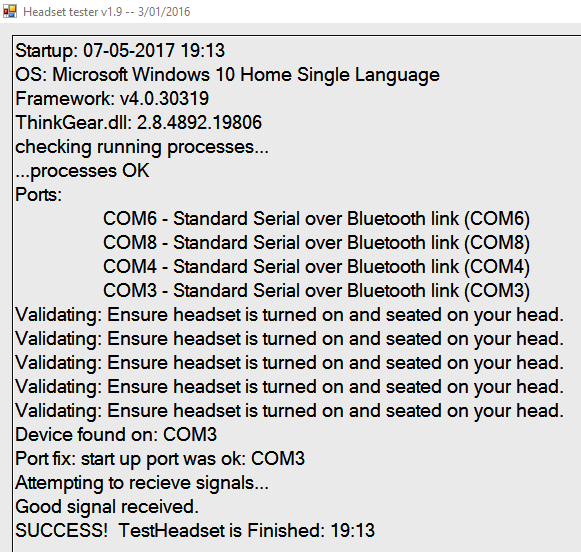 Headset tester v1.9 -- 3/01/2016
Startup: 07-05-2017 19:13
OS: Microsoft Windows 10 Home Single Language
Framework: v4.0.30319
ThinkGear.dll: 2.8.4892.19806
checking running processes...
...processes OK
Ports:
COM6 - Standard Serial over Bluetooth link (COM6)
COM8 - Standard Serial over Bluetooth link (COM8)
COM4 - Standard Serial over Bluetooth link (COM4)
COM3 - Standard Serial over Bluetooth link (COM3)
Validating: Ensure headset is turned on and seated on your head.
Validating: Ensure headset is turned on and seated on your head.
Validating: Ensure headset is turned on and seated on your head.
Validating: Ensure headset is turned on and seated on your head.
Validating: Ensure headset is turned on and seated on your head.
Device found on: COM3
Port fix: start up port was ok: COM3
Attempting to recieve signals...
Good signal received.
SUCCESS!  TestHeadset is Finished: 19:13